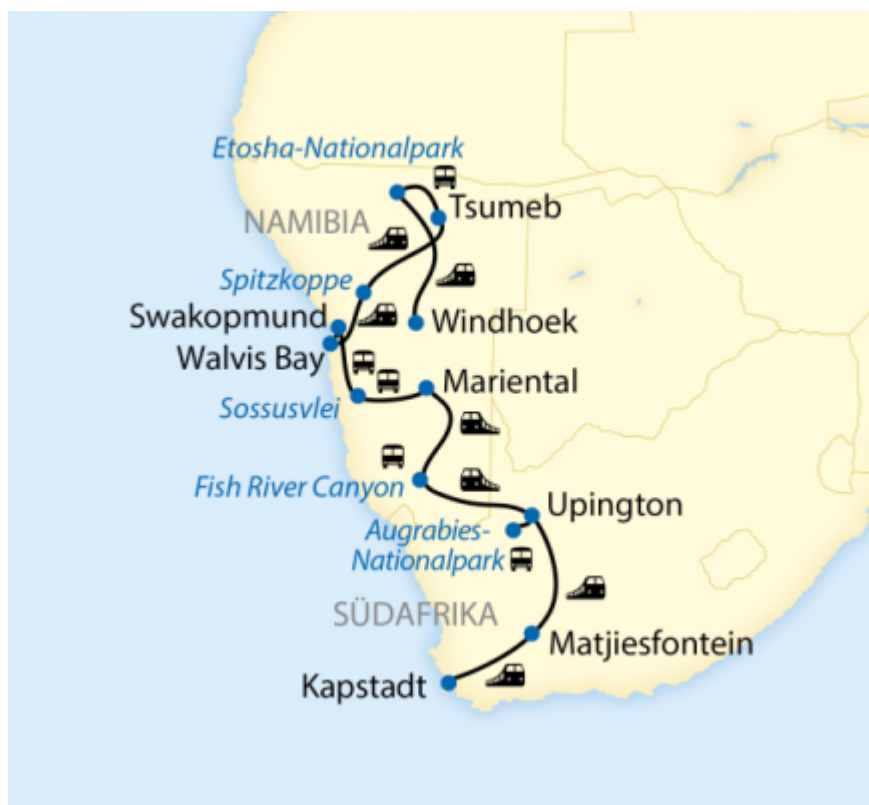 Etosha-Nationalpark
Tsumeb
NAMIBIA
Spitzkoppe
Swakopmund
Windhoek
Walvis Bay
Mariental
Sossusvlei
Fish River Canyon
Upington
Augrabies-
Nationalpark
SÜDAFRIKA
Matjiesfontein
Kapstadt